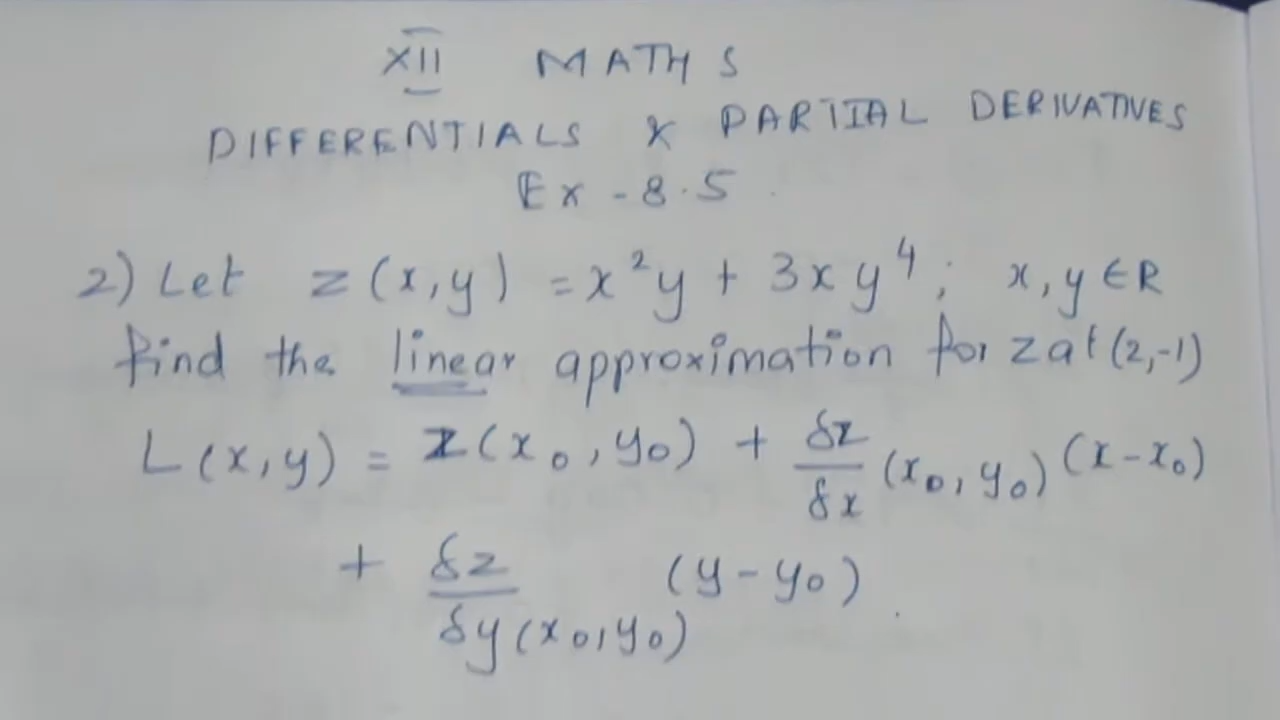 XII MATHS
DIFFERENTIALS & PARTIAL DERIVATIVES
Ex - 8.5.
2) Let z(x,y) = x²y + 3xy⁴; x,y ∈ R
find the linear approximation for z at (2,-1)
L(x,y) = z(x₀,y₀) + δz/δx (x₀,y₀) (x-x₀)
+ δz/δy (x₀,y₀) (y-y₀).